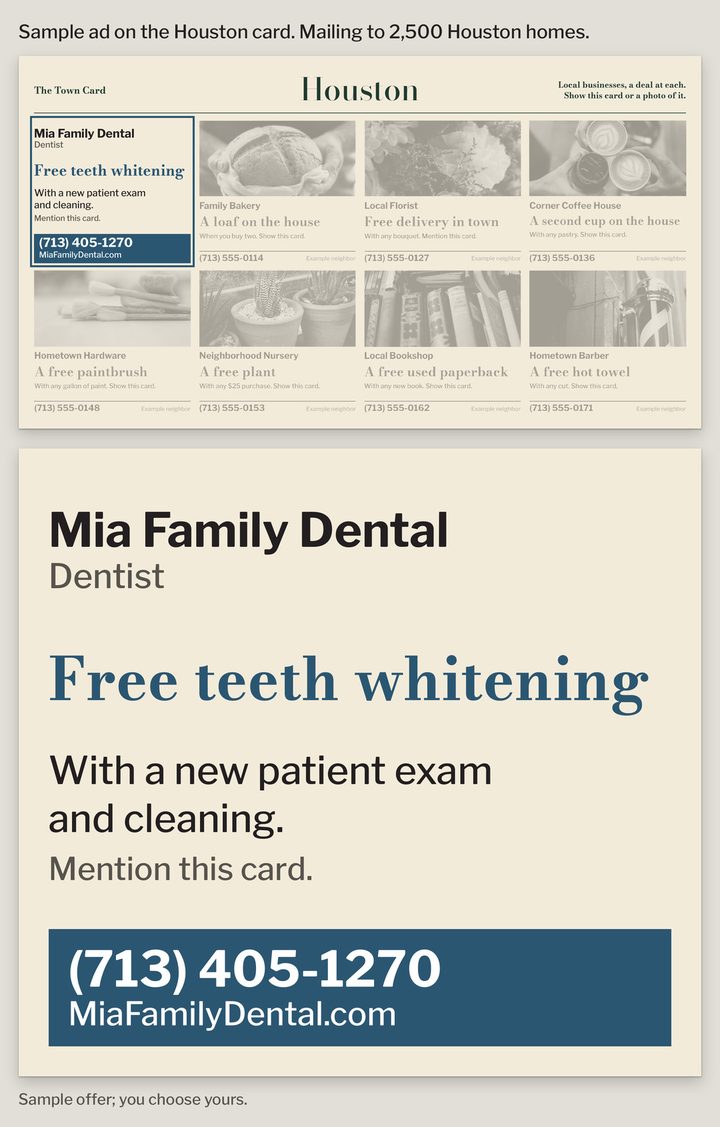 Sample ad on the Houston card. Mailing to 2,500 Houston homes.
The Town Card
Houston
Local businesses, a deal at each.
Show this card or a photo of it.
Mia Family Dental
Dentist
Free teeth whitening
With a new patient exam
and cleaning.
Mention this card.
(713) 405-1270
MiaFamilyDental.com
Family Bakery
A loaf on the house
When you buy two. Show this card.
(713) 555-0114
Example neighbor
Local Florist
Free delivery in town
With any bouquet. Mention this card.
(713) 555-0127
Example neighbor
Corner Coffee House
A second cup on the house
With any pastry. Show this card.
(713) 555-0136
Example neighbor
Hometown Hardware
A free paintbrush
With any gallon of paint. Show this card.
(713) 555-0148
Example neighbor
Neighborhood Nursery
A free plant
With any $25 purchase. Show this card.
(713) 555-0153
Example neighbor
Local Bookshop
A free used paperback
With any new book. Show this card.
(713) 555-0162
Example neighbor
Hometown Barber
A free hot towel
With any cut. Show this card.
(713) 555-0171
Example neighbor
Mia Family Dental
Dentist
Free teeth whitening
With a new patient exam
and cleaning.
Mention this card.
(713) 405-1270
MiaFamilyDental.com
Sample offer; you choose yours.